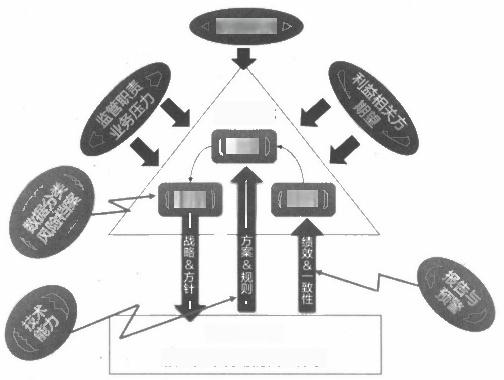 监管职责
业务压力
利益相关方
期望
数据分类
风险档案
战略&方针
方案&规则
绩效&一致性
技术
能力
报告与
预警